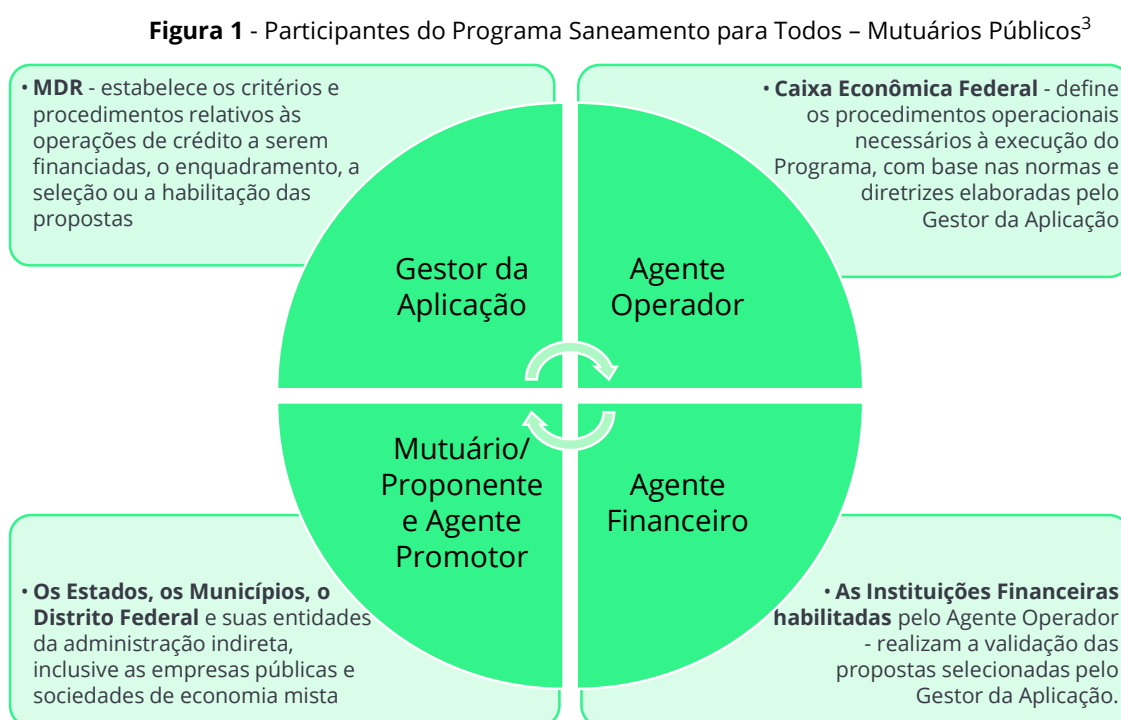 Figura 1 - Participantes do Programa Saneamento para Todos – Mutuários Públicos³
• MDR - estabelece os critérios e
procedimentos relativos às
operações de crédito a serem
financiadas, o enquadramento, a
seleção ou a habilitação das
propostas
• Caixa Econômica Federal - define
os procedimentos operacionais
necessários à execução do
Programa, com base nas normas e
diretrizes elaboradas pelo
Gestor da Aplicação
Gestor da
Aplicação
Agente
Operador
Mutuário/
Proponente
e Agente
Promotor
Agente
Financeiro
• Os Estados, os Municípios, o
Distrito Federal e suas entidades
da administração indireta,
inclusive as empresas públicas e
sociedades de economia mista
• As Instituições Financeiras
habilitadas pelo Agente Operador
- realizam a validação das
propostas selecionadas pelo
Gestor da Aplicação.